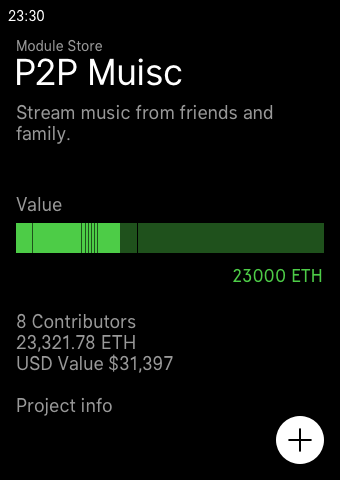 23:30
Module Store
P2P Muisc
Stream music from friends and
family.
Value
23000 ETH
8 Contributors
23,321.78 ETH
USD Value $31,397
Project info